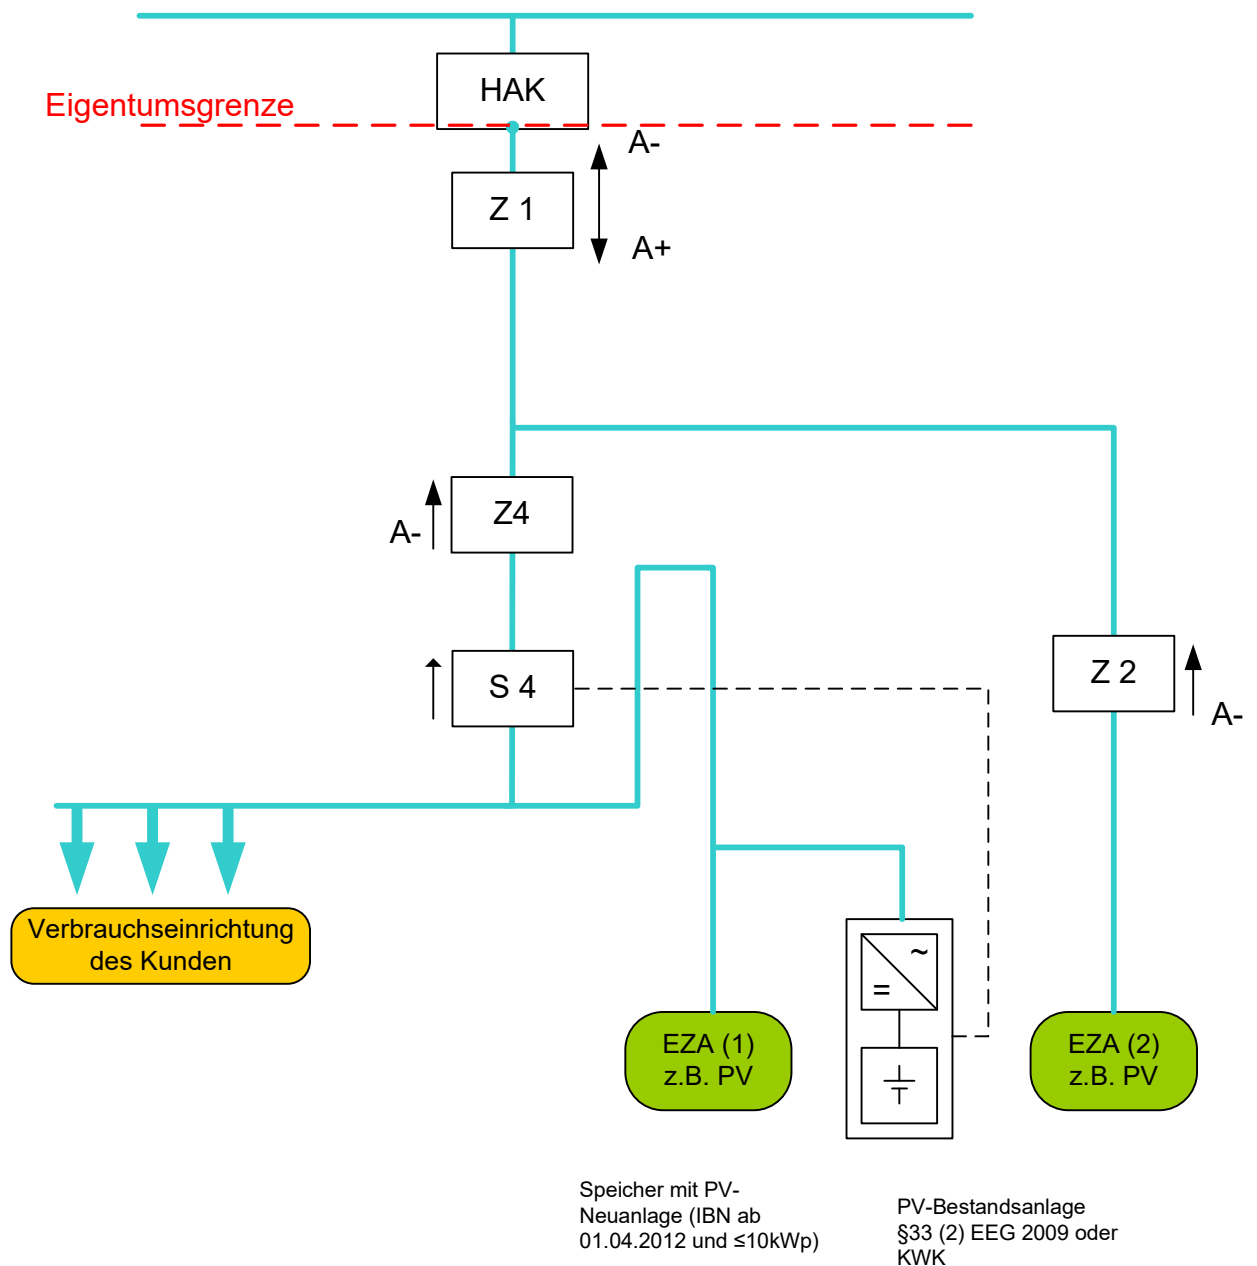 HAK
Eigentumsgrenze
A-
Z 1
A+
Z4
A-
S 4
Z 2
A-
Verbrauchseinrichtung
des Kunden
~
=
EZA (1)
z.B. PV
EZA (2)
z.B. PV
Speicher mit PV-
Neuanlage (IBN ab
01.04.2012 und ≤10kWp)
PV-Bestandsanlage
§33 (2) EEG 2009 oder
KWK